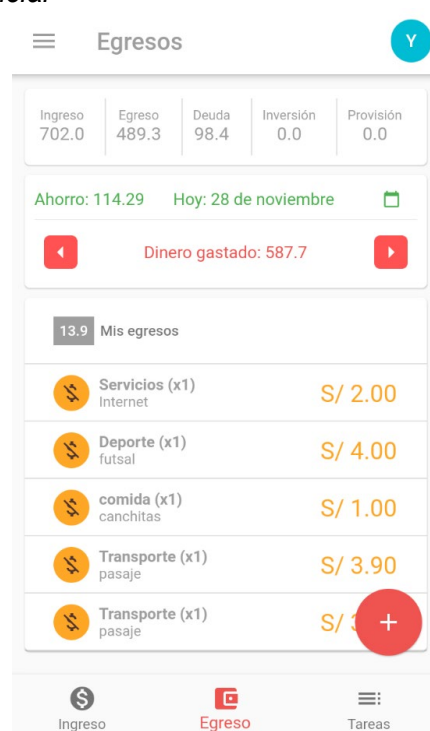 Egresos
Y
Ingreso Egreso Deuda Inversión Provisión
702.0 489.3 98.4 0.0 0.0
Ahorro: 114.29 Hoy: 28 de noviembre
Dinero gastado: 587.7
13.9 Mis egresos
Servicios (x1)
Internet
S/ 2.00
Deporte (x1)
futsal
S/ 4.00
comida (x1)
canchitas
S/ 1.00
Transporte (x1)
pasaje
S/ 3.90
Transporte (x1)
pasaje
S/
+
Ingreso Egreso Tareas